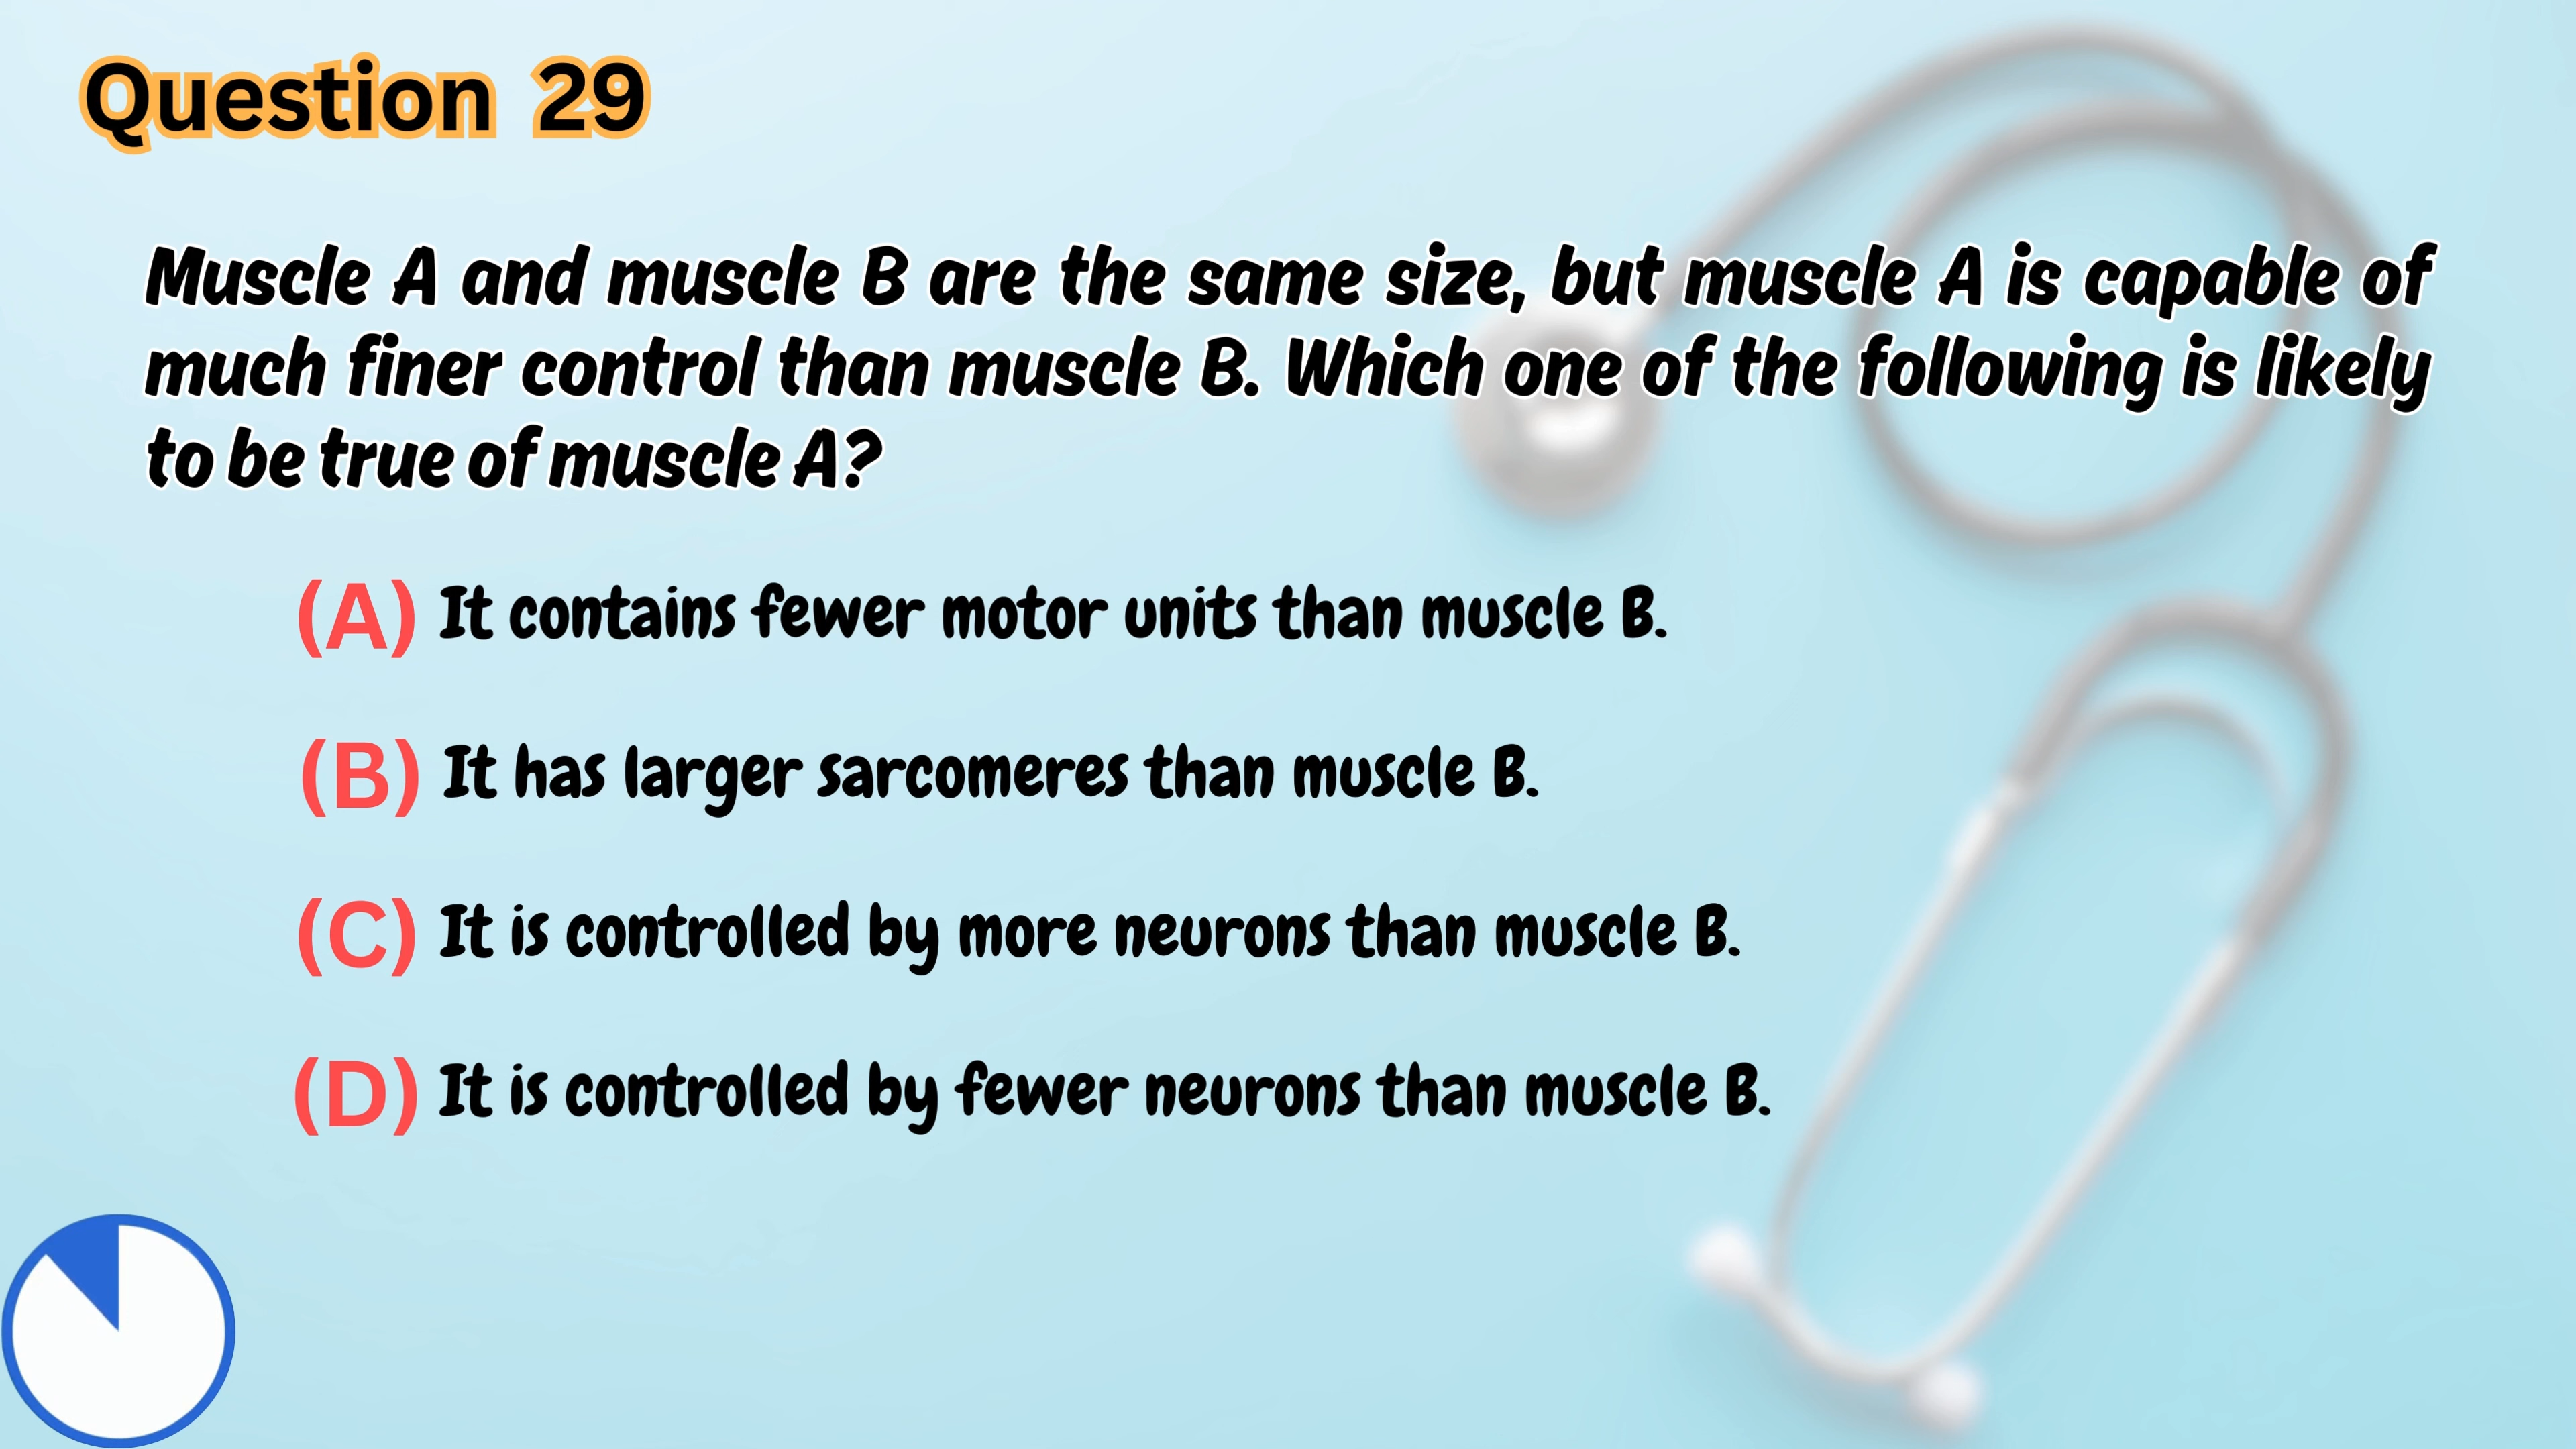 Question 29
Muscle A and muscle B are the same size, but muscle A is capable of
much finer control than muscle B. Which one of the following is likely
to be true of muscle A?
(A) It contains fewer motor units than muscle B.
(B) It has larger sarcomeres than muscle B.
(C) It is controlled by more neurons than muscle B.
(D) It is controlled by fewer neurons than muscle B.